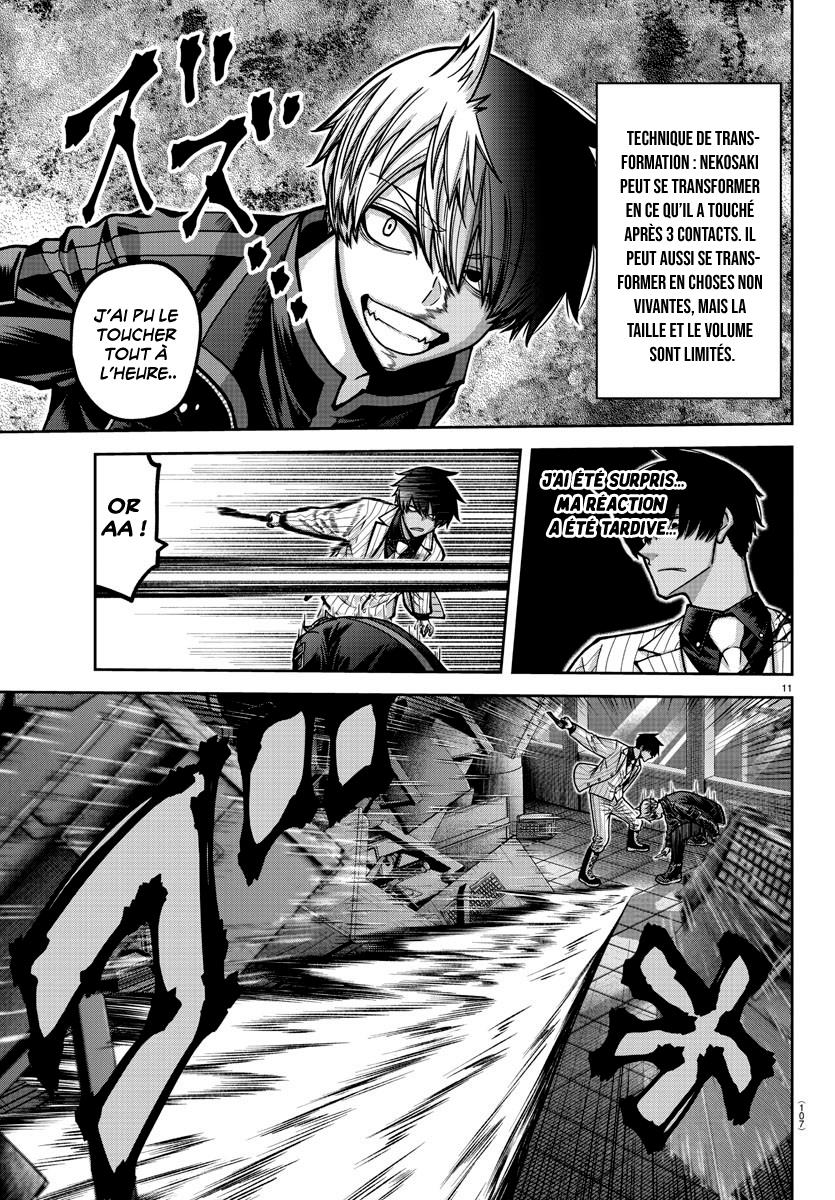 TECHNIQUE DE TRANS-
FORMATION : NEKOSAKI
PEUT SE TRANSFORMER
EN CE QU'IL A TOUCHÉ
APRÈS 3 CONTACTS. IL
PEUT AUSSI SE TRANS-
FORMER EN CHOSES NON
VIVANTES, MAIS LA
TAILLE ET LE VOLUME
SONT LIMITÉS.
ズズズ...
J'AI PU LE
TOUCHER
TOUT À
L'HEURE..
J'AI ÉTÉ SURPRIS...
MA RÉACTION
A ÉTÉ TARDIVE...
OR
AA !
11
(107)